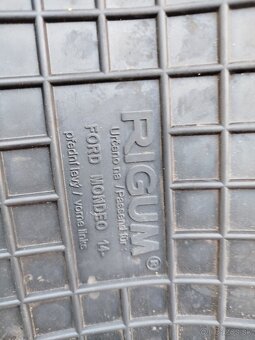 RIGUM®
Určeno na / Passend für
FORD MONDEO 14-
přední levý / vorne links